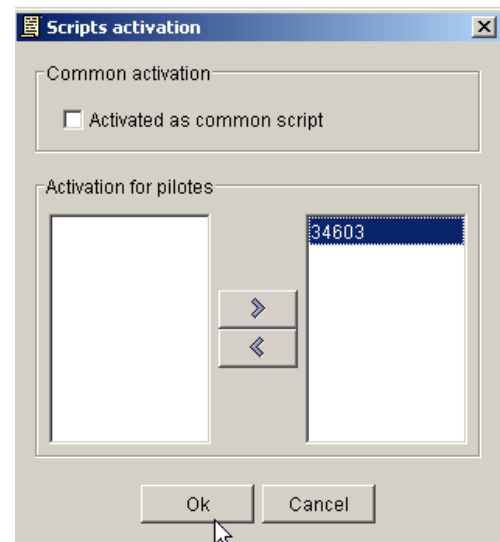 Scripts activation
Common activation
Activated as common script
Activation for pilotes
34603
Ok
Cancel